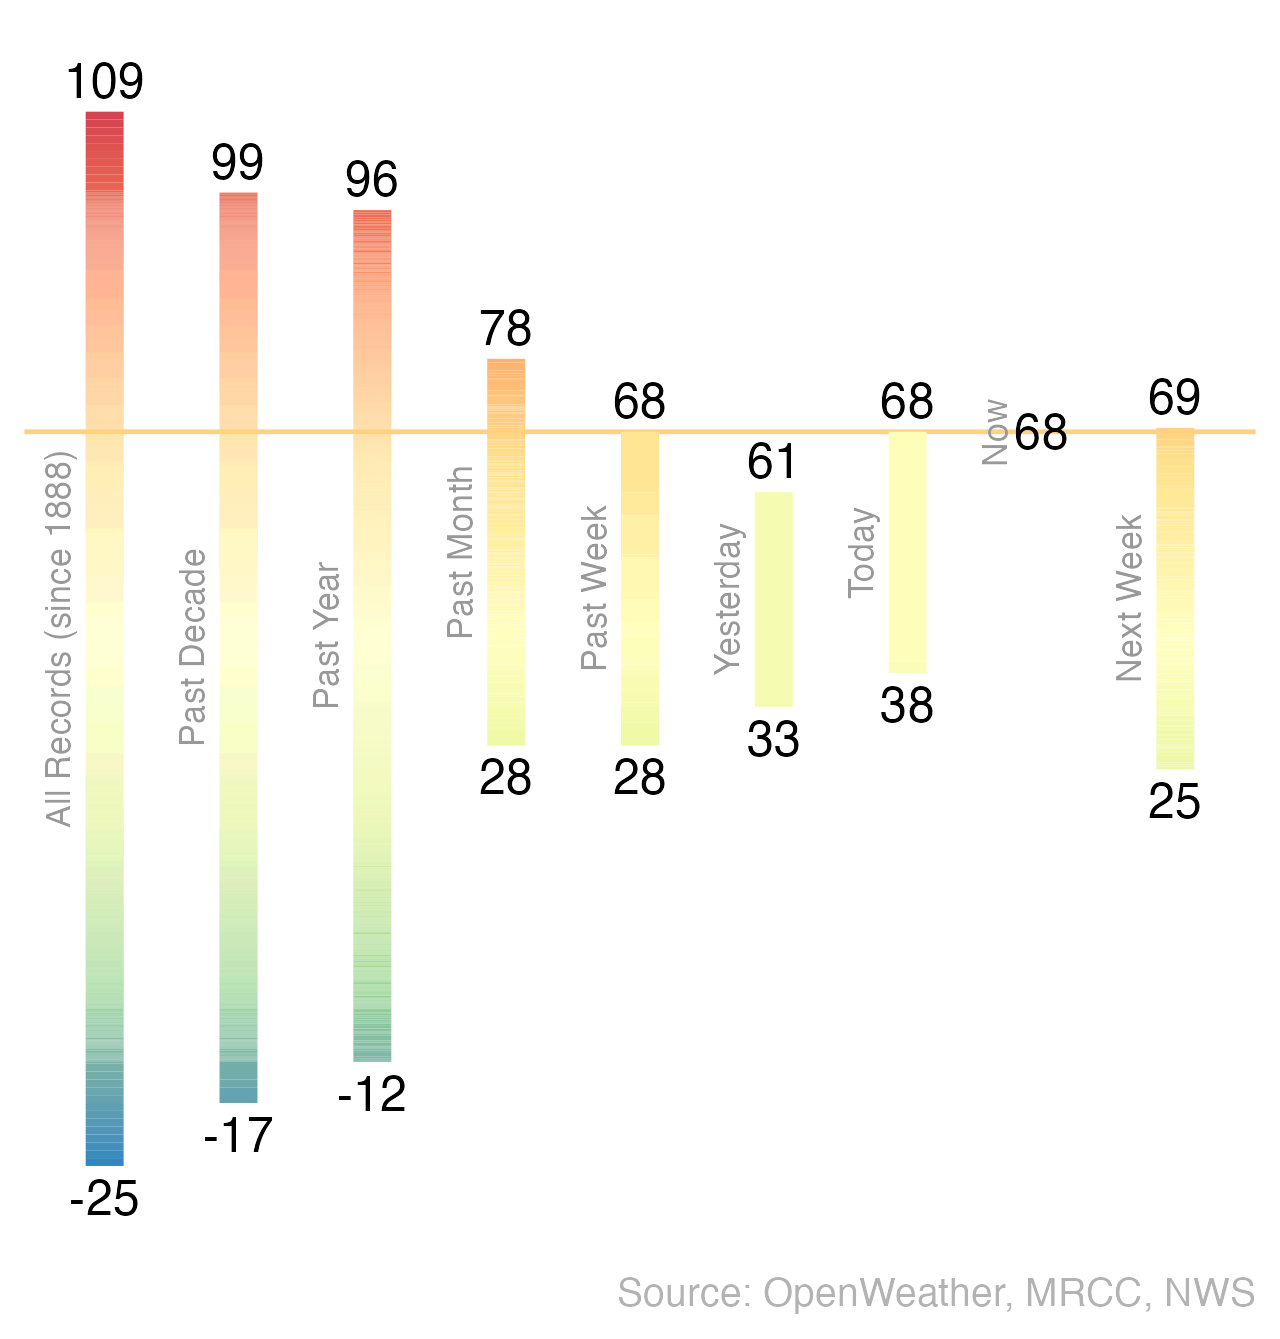 109
All Records (since 1888)
-25
99
Past Decade
-17
96
Past Year
-12
78
Past Month
28
68
Past Week
28
61
Yesterday
33
68
Today
38
Now
68
69
Next Week
25
Source: OpenWeather, MRCC, NWS